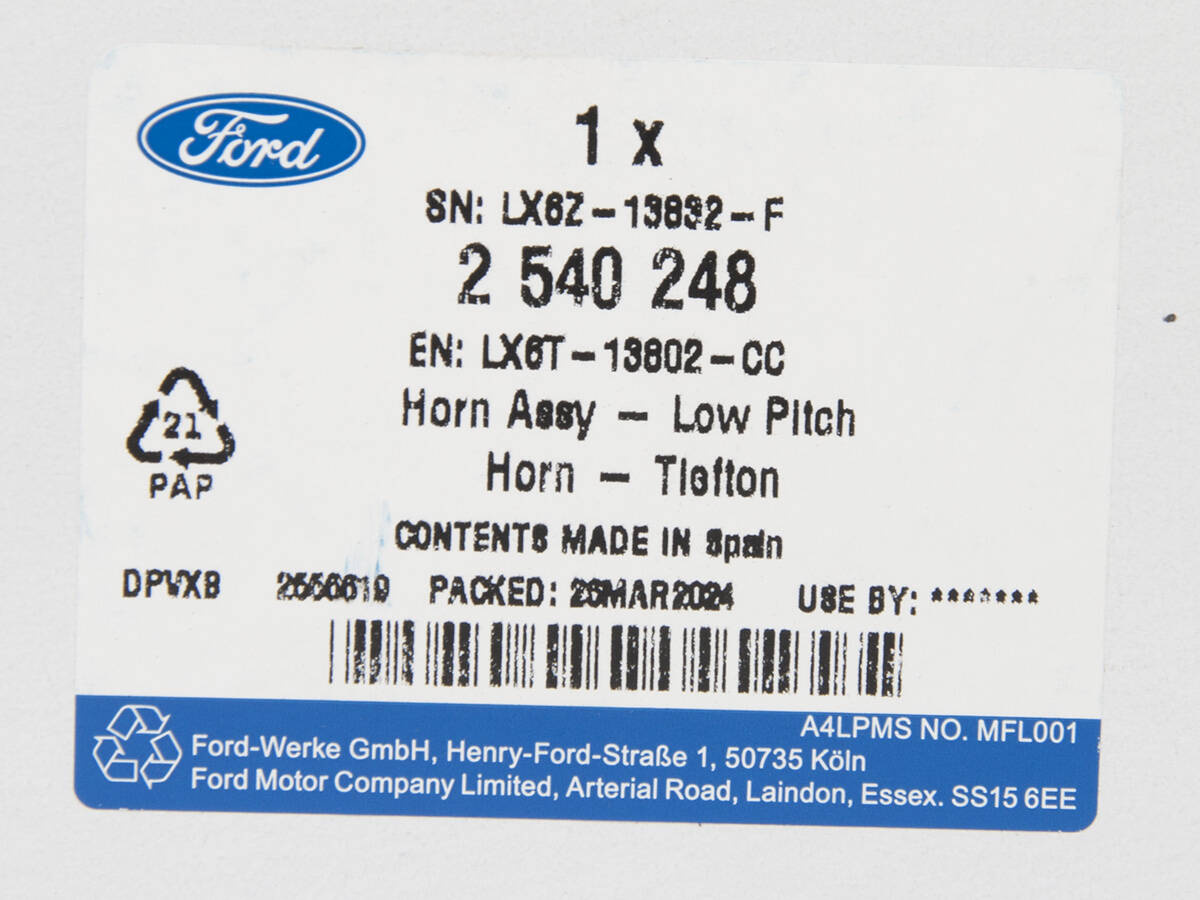 Ford
1 x
SN: LX6Z-13832-F
2 540 248
EN: LX6T-13802-CC
Horn Assy - Low Pitch
Horn - Tiefton
21
PAP
CONTENTS MADE IN Spain
DPVXB PACKED: USE BY: *******
A4LPMS NO. MFL001
Ford-Werke GmbH, Henry-Ford-Straße 1, 50735 Köln
Ford Motor Company Limited, Arterial Road, Laindon, Essex. SS15 6EE